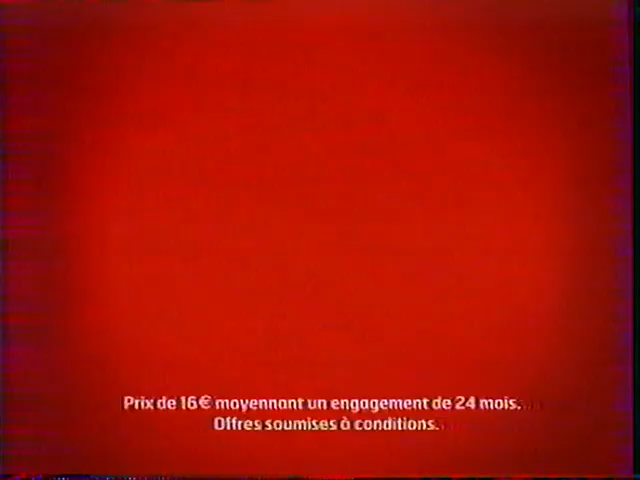 Prix de 16€ moyennant un engagement de 24 mois.
Offres soumises à conditions.